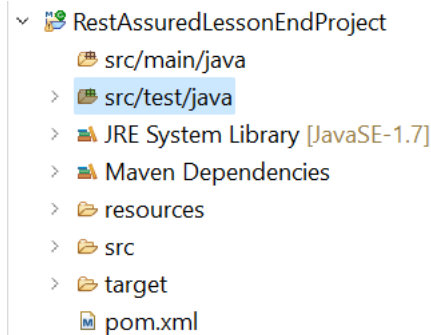 RestAssuredLessonEndProject
src/main/java
src/test/java
JRE System Library [JavaSE-1.7]
Maven Dependencies
resources
src
target
pom.xml